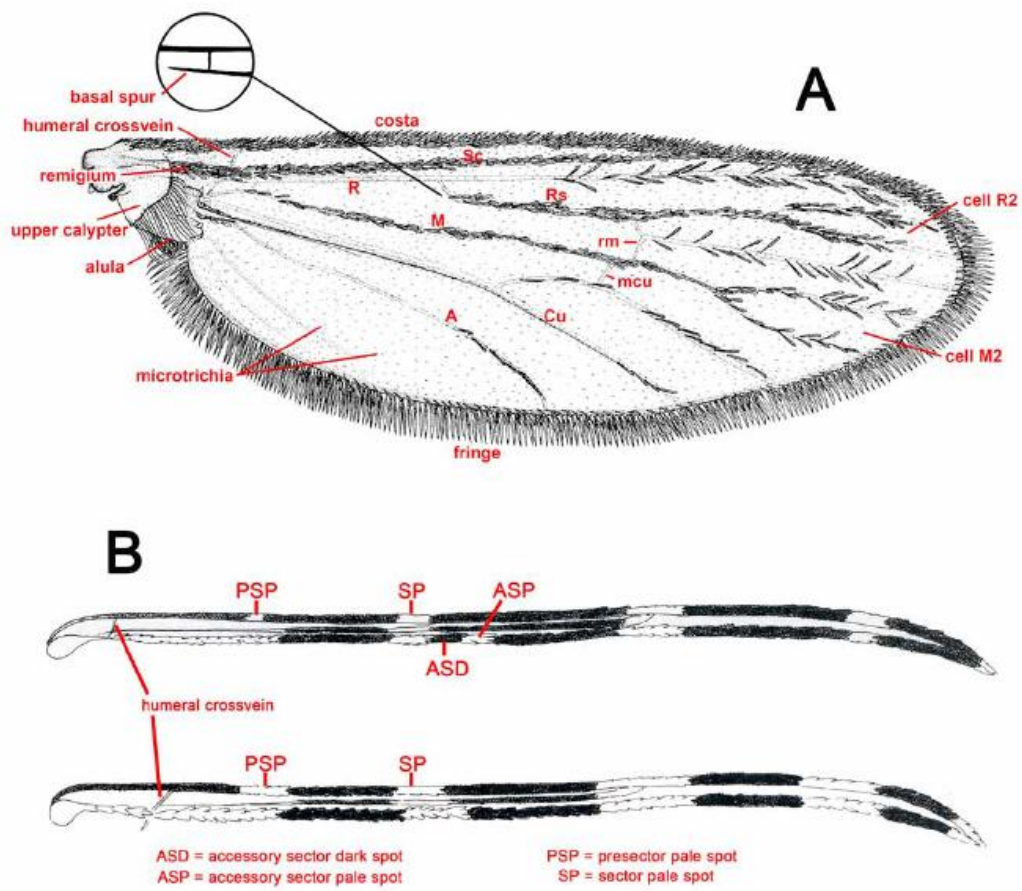 A
basal spur
costa
humeral crossvein
Sc
remigium
R
Rs
cell R2
M
upper calypter
rm
alula
mcu
A
Cu
cell M2
microtrichia
fringe
B
PSP
SP
ASP
ASD
humeral crossvein
PSP
SP
ASD = accessory sector dark spot
PSP = presector pale spot
ASP = accessory sector pale spot
SP = sector pale spot